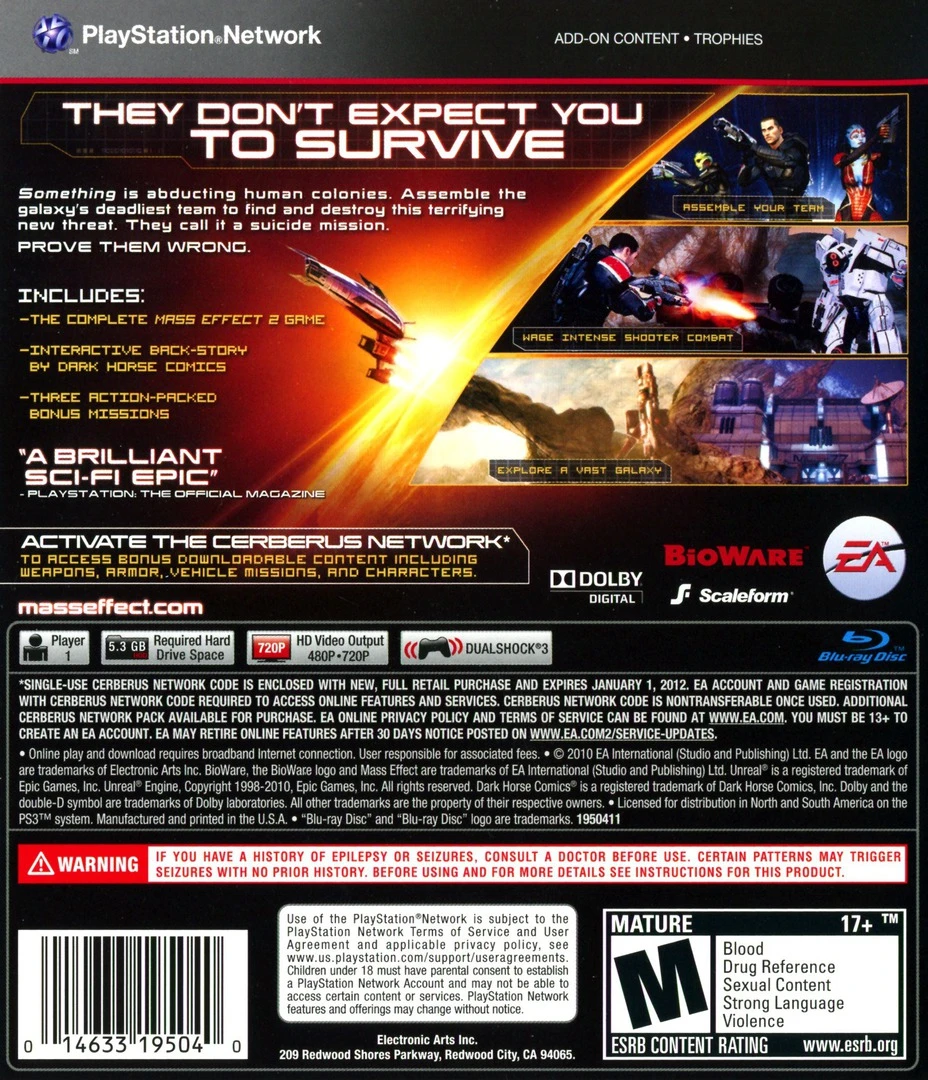 PlayStation®Network
SM
ADD-ON CONTENT • TROPHIES
THEY DON'T EXPECT YOU
TO SURVIVE
Something is abducting human colonies. Assemble the
galaxy's deadliest team to find and destroy this terrifying
new threat. They call it a suicide mission.
PROVE THEM WRONG.
ASSEMBLE YOUR TEAM
WAGE INTENSE SHOOTER COMBAT
EXPLORE A VAST GALAXY
INCLUDES:
-THE COMPLETE MASS EFFECT 2 GAME
-INTERACTIVE BACK-STORY
BY DARK HORSE COMICS
-THREE ACTION-PACKED
BONUS MISSIONS
"A BRILLIANT
SCI-FI EPIC"
- PLAYSTATION: THE OFFICIAL MAGAZINE
ACTIVATE THE CERBERUS NETWORK*
TO ACCESS BONUS DOWNLOADABLE CONTENT INCLUDING
WEAPONS, ARMOR, VEHICLE MISSIONS, AND CHARACTERS.
masseffect.com
DOLBY
DIGITAL
BIOWARE™
Scaleform®
EA™
Player
1
5.3 GB
Required Hard
Drive Space
720P
HD Video Output
480P•720P
DUALSHOCK®3
Blu-ray Disc™
*SINGLE-USE CERBERUS NETWORK CODE IS ENCLOSED WITH NEW, FULL RETAIL PURCHASE AND EXPIRES JANUARY 1, 2012. EA ACCOUNT AND GAME REGISTRATION
WITH CERBERUS NETWORK CODE REQUIRED TO ACCESS ONLINE FEATURES AND SERVICES. CERBERUS NETWORK CODE IS NONTRANSFERABLE ONCE USED. ADDITIONAL
CERBERUS NETWORK PACK AVAILABLE FOR PURCHASE. EA ONLINE PRIVACY POLICY AND TERMS OF SERVICE CAN BE FOUND AT WWW.EA.COM. YOU MUST BE 13+ TO
CREATE AN EA ACCOUNT. EA MAY RETIRE ONLINE FEATURES AFTER 30 DAYS NOTICE POSTED ON WWW.EA.COM2/SERVICE-UPDATES.
• Online play and download requires broadband Internet connection. User responsible for associated fees. • © 2010 EA International (Studio and Publishing) Ltd. EA and the EA logo
are trademarks of Electronic Arts Inc. BioWare, the BioWare logo and Mass Effect are trademarks of EA International (Studio and Publishing) Ltd. Unreal® is a registered trademark of
Epic Games, Inc. Unreal® Engine, Copyright 1998-2010, Epic Games, Inc. All rights reserved. Dark Horse Comics® is a registered trademark of Dark Horse Comics, Inc. Dolby and the
double-D symbol are trademarks of Dolby laboratories. All other trademarks are the property of their respective owners. • Licensed for distribution in North and South America on the
PS3™ system. Manufactured and printed in the U.S.A. • "Blu-ray Disc" and "Blu-ray Disc" logo are trademarks. 1950411
WARNING
IF YOU HAVE A HISTORY OF EPILEPSY OR SEIZURES, CONSULT A DOCTOR BEFORE USE. CERTAIN PATTERNS MAY TRIGGER
SEIZURES WITH NO PRIOR HISTORY. BEFORE USING AND FOR MORE DETAILS SEE INSTRUCTIONS FOR THIS PRODUCT.
0 14633 19504 0
Use of the PlayStation®Network is subject to the
PlayStation Network Terms of Service and User
Agreement and applicable privacy policy, see
www.us.playstation.com/support/useragreements.
Children under 18 must have parental consent to establish
a PlayStation Network Account and may not be able to
access certain content or services. PlayStation Network
features and offerings may change without notice.
Electronic Arts Inc.
209 Redwood Shores Parkway, Redwood City, CA 94065.
MATURE 17+ ™
M
Blood
Drug Reference
Sexual Content
Strong Language
Violence
ESRB CONTENT RATING www.esrb.org